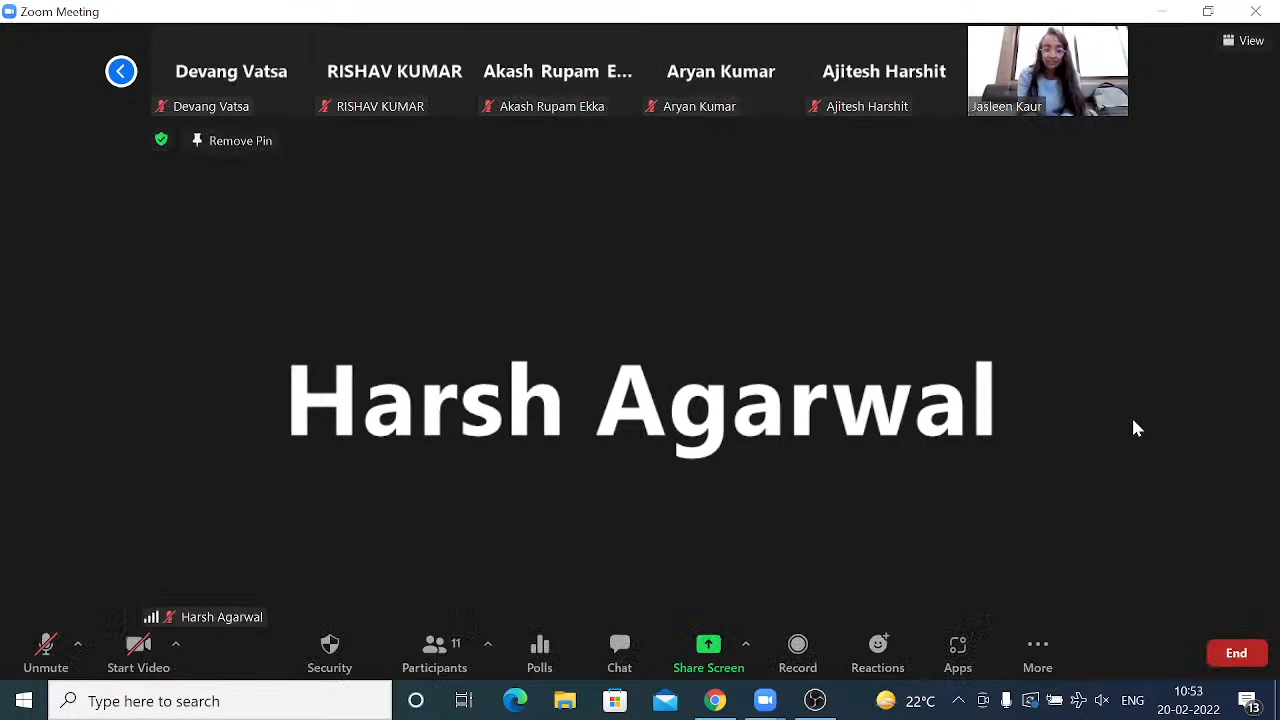 Zoom Meeting
Devang Vatsa
RISHAV KUMAR
Akash Rupam E...
Aryan Kumar
Ajitesh Harshit
View
Devang Vatsa
RISHAV KUMAR
Akash Rupam Ekka
Aryan Kumar
Ajitesh Harshit
Jasleen Kaur
Remove Pin
Harsh Agarwal
Harsh Agarwal
11
Unmute
Start Video
Security
Participants
Polls
Chat
Share Screen
Record
Reactions
Apps
More
End
Type here to search
22°C
ENG
10:53
20-02-2022
13